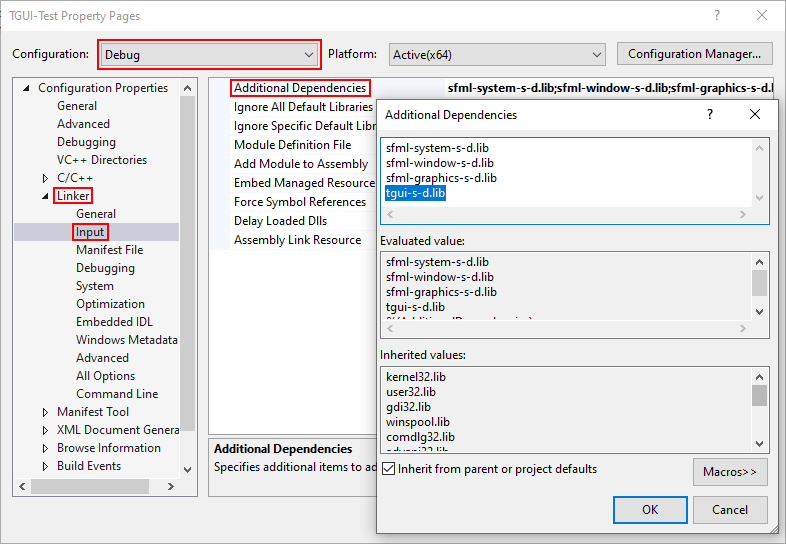 TGUI-Test Property Pages
Configuration: Debug Platform: Active(x64) Configuration Manager...
Configuration Properties
General
Advanced
Debugging
VC++ Directories
C/C++
Linker
General
Input
Manifest File
Debugging
System
Optimization
Embedded IDL
Windows Metadata
Advanced
All Options
Command Line
Manifest Tool
XML Document Genera
Browse Information
Build Events
Additional Dependencies sfml-system-s-d.lib;sfml-window-s-d.lib;sfml-graphics-s-d.l
Ignore All Default Libraries
Ignore Specific Default Lib
Module Definition File
Add Module to Assembly
Embed Managed Resource
Force Symbol References
Delay Loaded Dlls
Assembly Link Resource
Additional Dependencies
Specifies additional items to ad
Additional Dependencies
sfml-system-s-d.lib
sfml-window-s-d.lib
sfml-graphics-s-d.lib
tgui-s-d.lib
Evaluated value:
sfml-system-s-d.lib
sfml-window-s-d.lib
sfml-graphics-s-d.lib
tgui-s-d.lib
Inherited values:
kernel32.lib
user32.lib
gdi32.lib
winspool.lib
comdlg32.lib
Inherit from parent or project defaults
Macros>>
OK Cancel